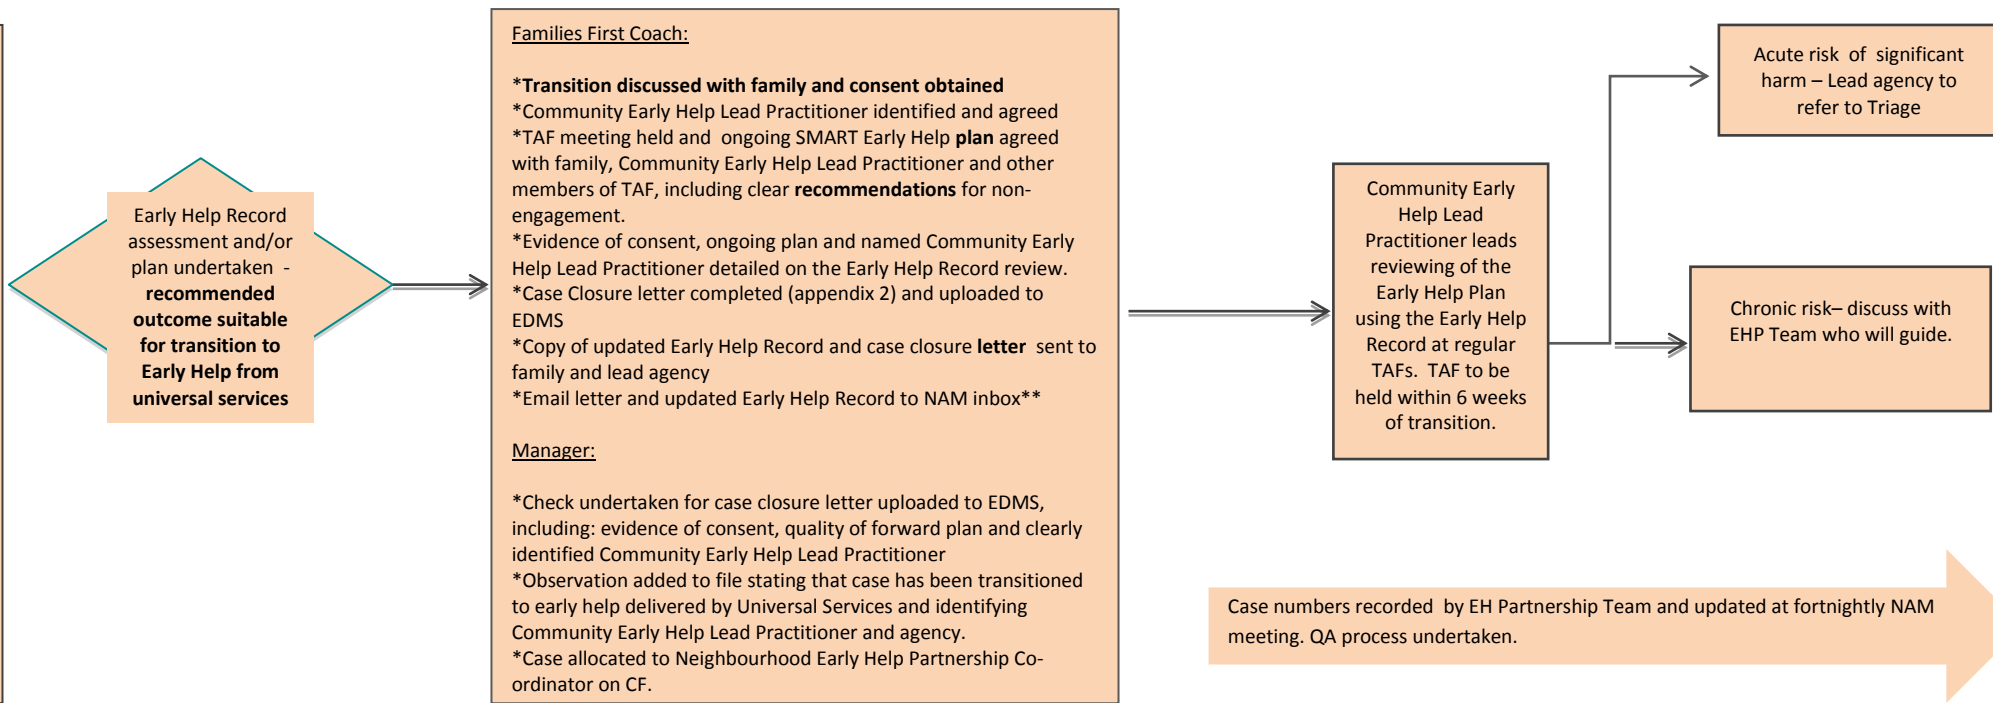 Early Help Record
assessment and/or
plan undertaken -
recommended
outcome suitable
for transition to
Early Help from
universal services
Families First Coach:
*Transition discussed with family and consent obtained
*Community Early Help Lead Practitioner identified and agreed
*TAF meeting held and ongoing SMART Early Help plan agreed
with family, Community Early Help Lead Practitioner and other
members of TAF, including clear recommendations for non-
engagement.
*Evidence of consent, ongoing plan and named Community Early
Help Lead Practitioner detailed on the Early Help Record review.
*Case Closure letter completed (appendix 2) and uploaded to
EDMS
*Copy of updated Early Help Record and case closure letter sent to
family and lead agency
*Email letter and updated Early Help Record to NAM inbox**
Manager:
*Check undertaken for case closure letter uploaded to EDMS,
including: evidence of consent, quality of forward plan and clearly
identified Community Early Help Lead Practitioner
*Observation added to file stating that case has been transitioned
to early help delivered by Universal Services and identifying
Community Early Help Lead Practitioner and agency.
*Case allocated to Neighbourhood Early Help Partnership Co-
ordinator on CF.
Community Early
Help Lead
Practitioner leads
reviewing of the
Early Help Plan
using the Early Help
Record at regular
TAFs. TAF to be
held within 6 weeks
of transition.
Acute risk of significant
harm – Lead agency to
refer to Triage
Chronic risk– discuss with
EHP Team who will guide.
Case numbers recorded by EH Partnership Team and updated at fortnightly NAM
meeting. QA process undertaken.